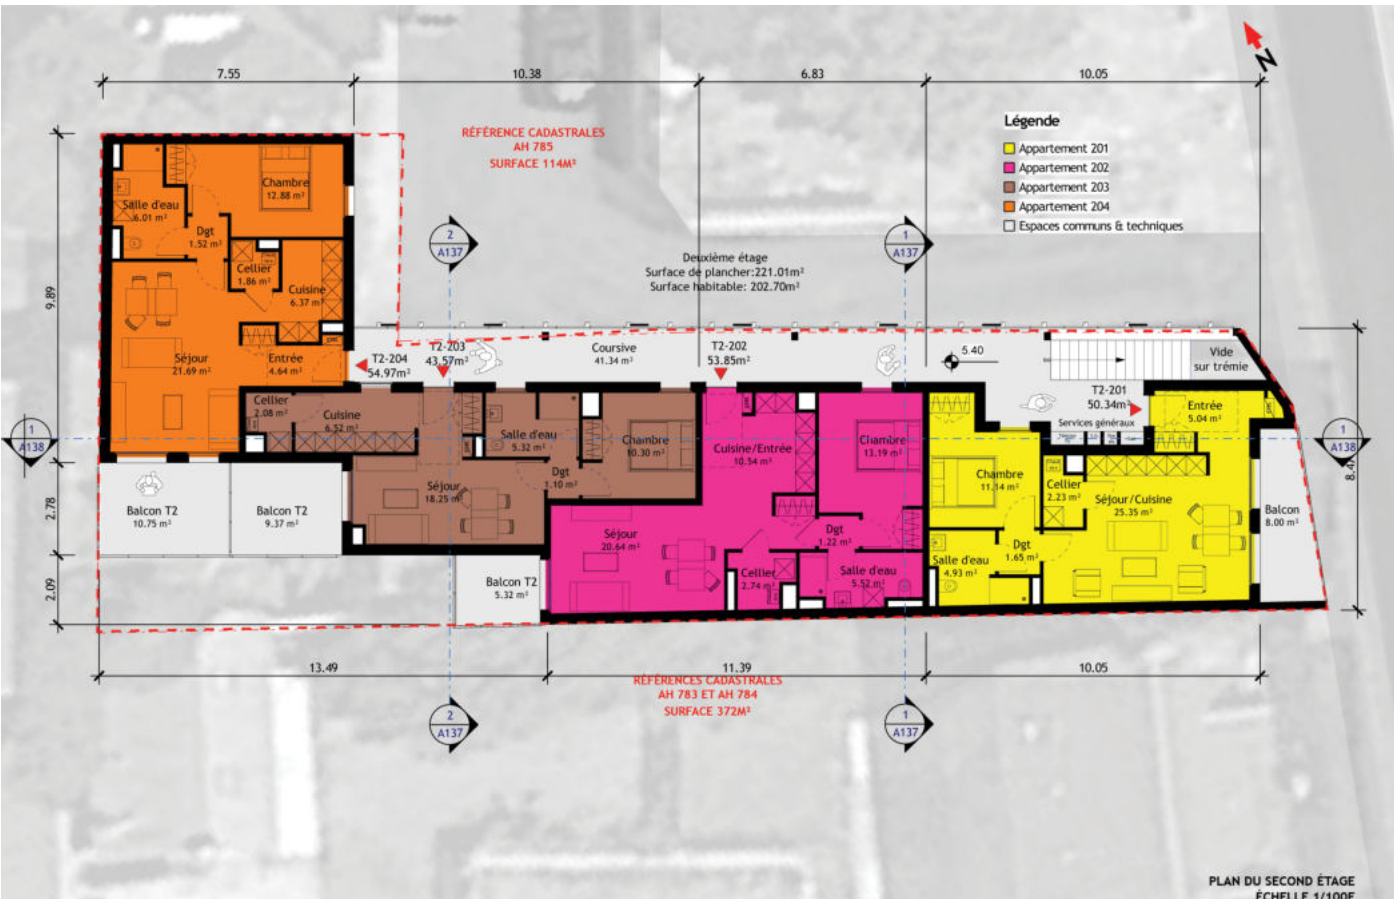 7.55
10.38
6.83
10.05
N
RÉFÉRENCE CADASTRALES
AH 785
SURFACE 114M²
Légende
Appartement 201
Appartement 202
Appartement 203
Appartement 204
Espaces communs & techniques
2
A137
1
A137
Deuxième étage
Surface de plancher:221.01m²
Surface habitable: 202.70m²
Chambre
12.88 m²
Salle d'eau
6.01 m²
Dgt
1.52 m²
Cellier
1.86 m²
Cuisine
6.37 m²
Séjour
21.69 m²
Entrée
4.64 m²
9.89
2.78
2.09
T2-204
54.97m²
T2-203
43.57m²
Coursive
41.34 m²
T2-202
53.85m²
5.40
Vide
sur trémie
T2-201
50.34m²
Services généraux
Entrée
5.04 m²
1
A138
1
A138
8.47
Cellier
2.08 m²
Cuisine
6.52 m²
Salle d'eau
5.32 m²
Chambre
10.30 m²
Dgt
1.10 m²
Séjour
18.25 m²
Cuisine/Entrée
10.54 m²
Chambre
13.19 m²
Séjour
20.64 m²
Dgt
1.22 m²
Cellier
2.74 m²
Salle d'eau
5.52 m²
Chambre
11.14 m²
Cellier
2.23 m²
Séjour/Cuisine
25.35 m²
Dgt
1.65 m²
Salle d'eau
4.93 m²
Balcon
8.00 m²
Balcon T2
10.75 m²
Balcon T2
9.37 m²
Balcon T2
5.32 m²
13.49
11.39
10.05
RÉFÉRENCES CADASTRALES
AH 783 ET AH 784
SURFACE 372M²
2
A137
1
A137
PLAN DU SECOND ÉTAGE
ÉCHELLE 1/100E